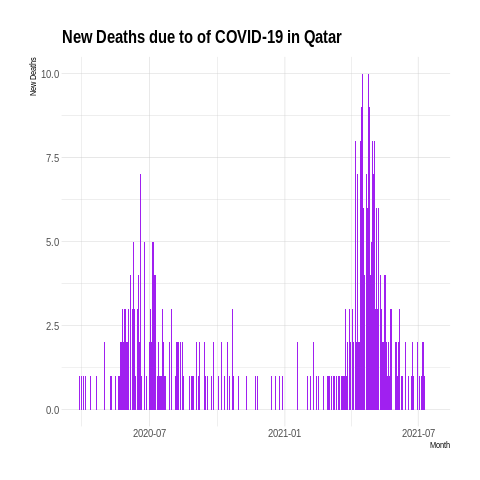 New Deaths due to of COVID-19 in Qatar
New Deaths
10.0
7.5
5.0
2.5
0.0
2020-07
2021-01
2021-07
Month